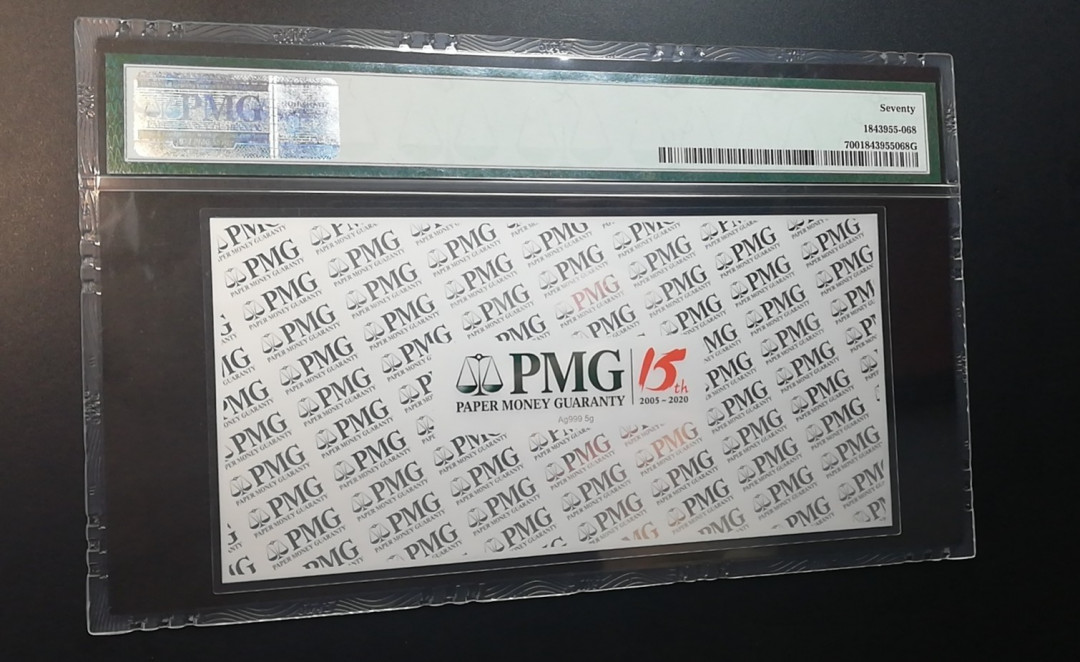 PMG
Seventy
1843955-068
7001843955068G
PMG
PAPER MONEY GUARANTY
15th
2005 – 2020
Ag999 5g